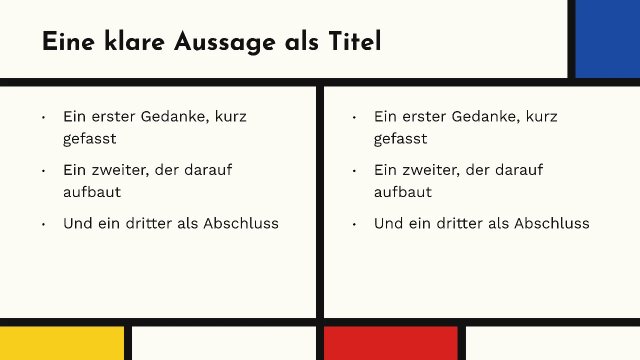 Eine klare Aussage als Titel
· Ein erster Gedanke, kurz
gefasst
· Ein zweiter, der darauf
aufbaut
· Und ein dritter als Abschluss
· Ein erster Gedanke, kurz
gefasst
· Ein zweiter, der darauf
aufbaut
· Und ein dritter als Abschluss